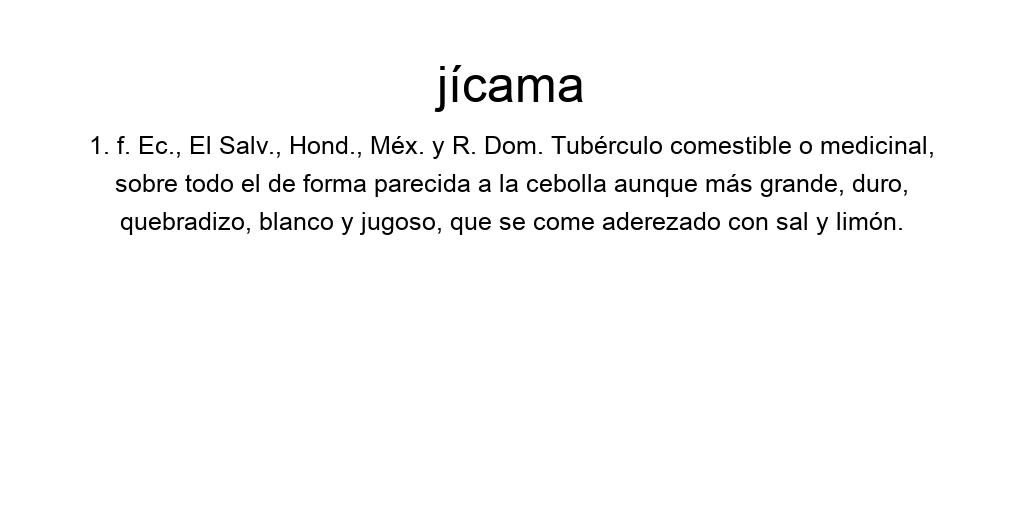 jícama
1. f. Ec., El Salv., Hond., Méx. y R. Dom. Tubérculo comestible o medicinal,
sobre todo el de forma parecida a la cebolla aunque más grande, duro,
quebradizo, blanco y jugoso, que se come aderezado con sal y limón.